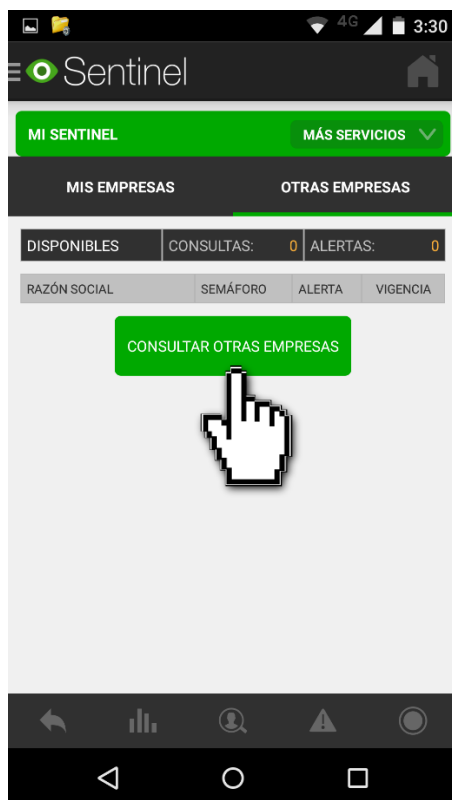 4G 3:30
Sentinel
MI SENTINEL MÁS SERVICIOS
MIS EMPRESAS OTRAS EMPRESAS
DISPONIBLES CONSULTAS: 0 ALERTAS: 0
RAZÓN SOCIAL SEMÁFORO ALERTA VIGENCIA
CONSULTAR OTRAS EMPRESAS